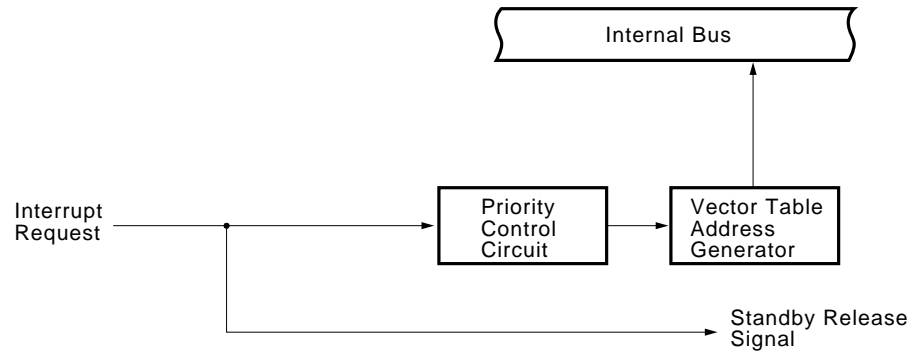 Internal Bus
Interrupt
Request
Priority
Control
Circuit
Vector Table
Address
Generator
Standby Release
Signal